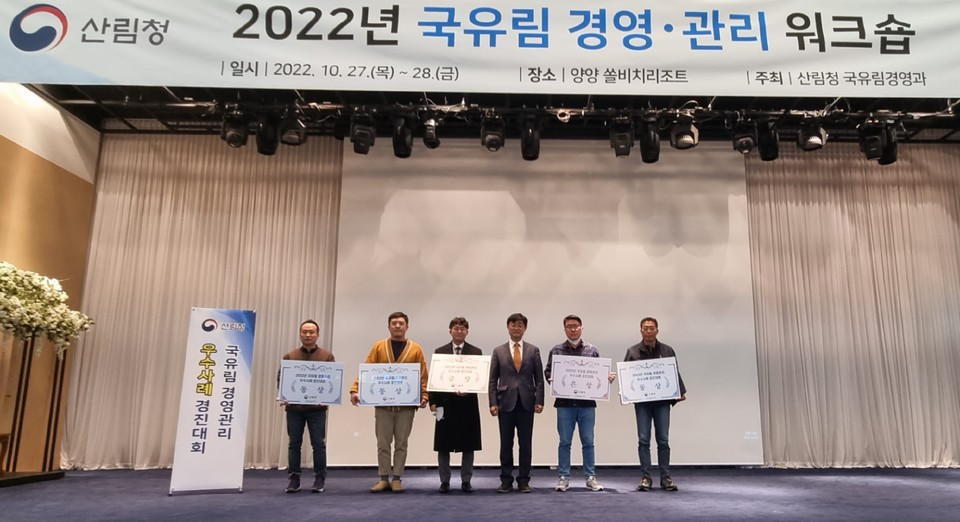 산림청
2022년 국유림 경영·관리 워크숍
| 일시 | 2022. 10. 27.(목) ~ 28.(금) | 장소 | 양양 쏠비치리조트 | 주최 | 산림청 국유림경영과
산림청
국유림 경영관리
우수사례 경진대회
동 상
동 상
금 상
은 상
동 상